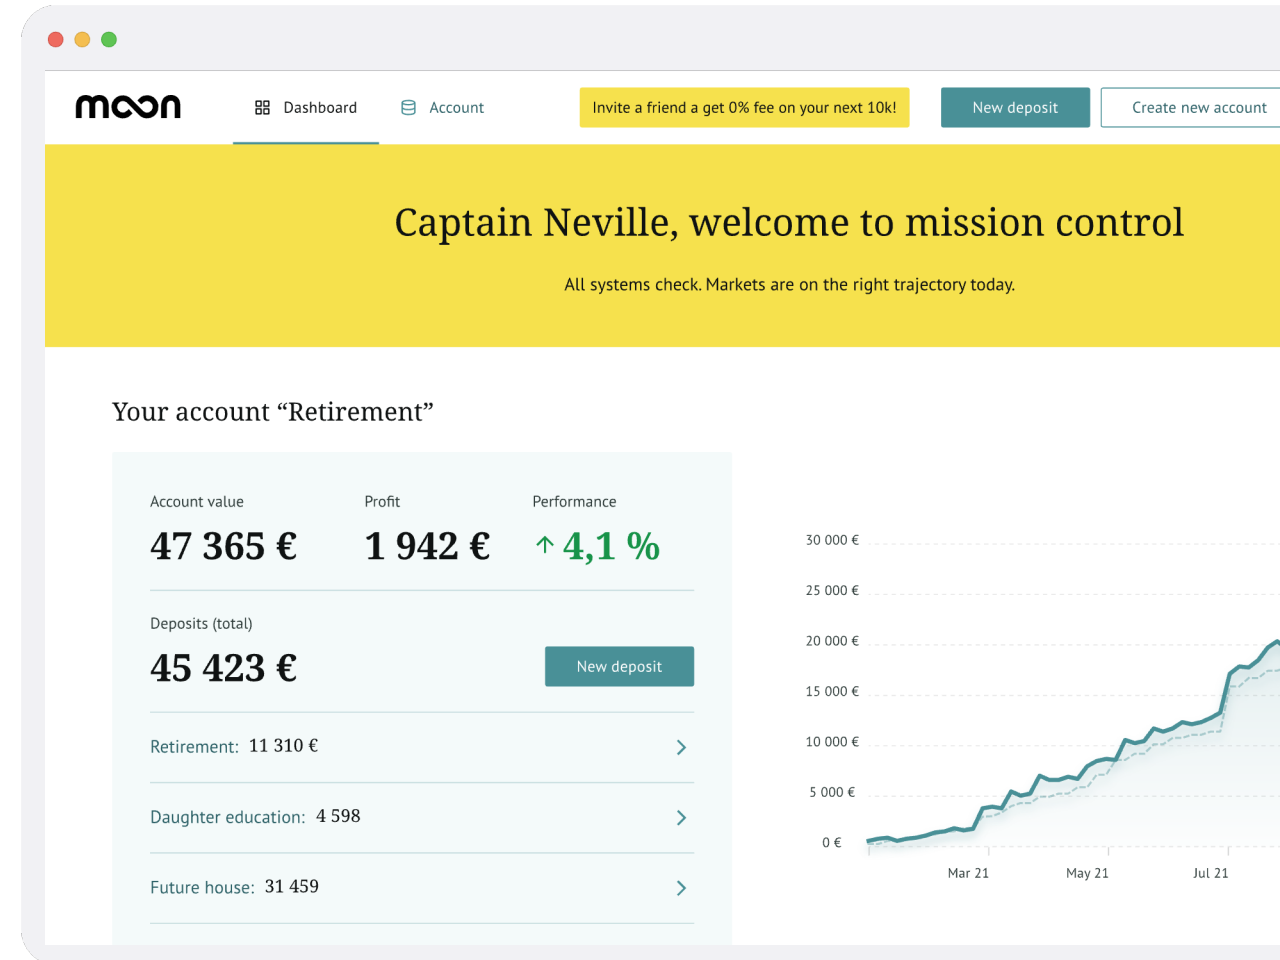 moon
Dashboard
Account
Invite a friend a get 0% fee on your next 10k!
New deposit
Create new account
Captain Neville, welcome to mission control
All systems check. Markets are on the right trajectory today.
Your account “Retirement”
Account value
Profit
Performance
47 365 €
1 942 €
4,1 %
Deposits (total)
45 423 €
New deposit
Retirement: 11 310 €
Daughter education: 4 598
Future house: 31 459
30 000 €
25 000 €
20 000 €
15 000 €
10 000 €
5 000 €
0 €
Mar 21
May 21
Jul 21